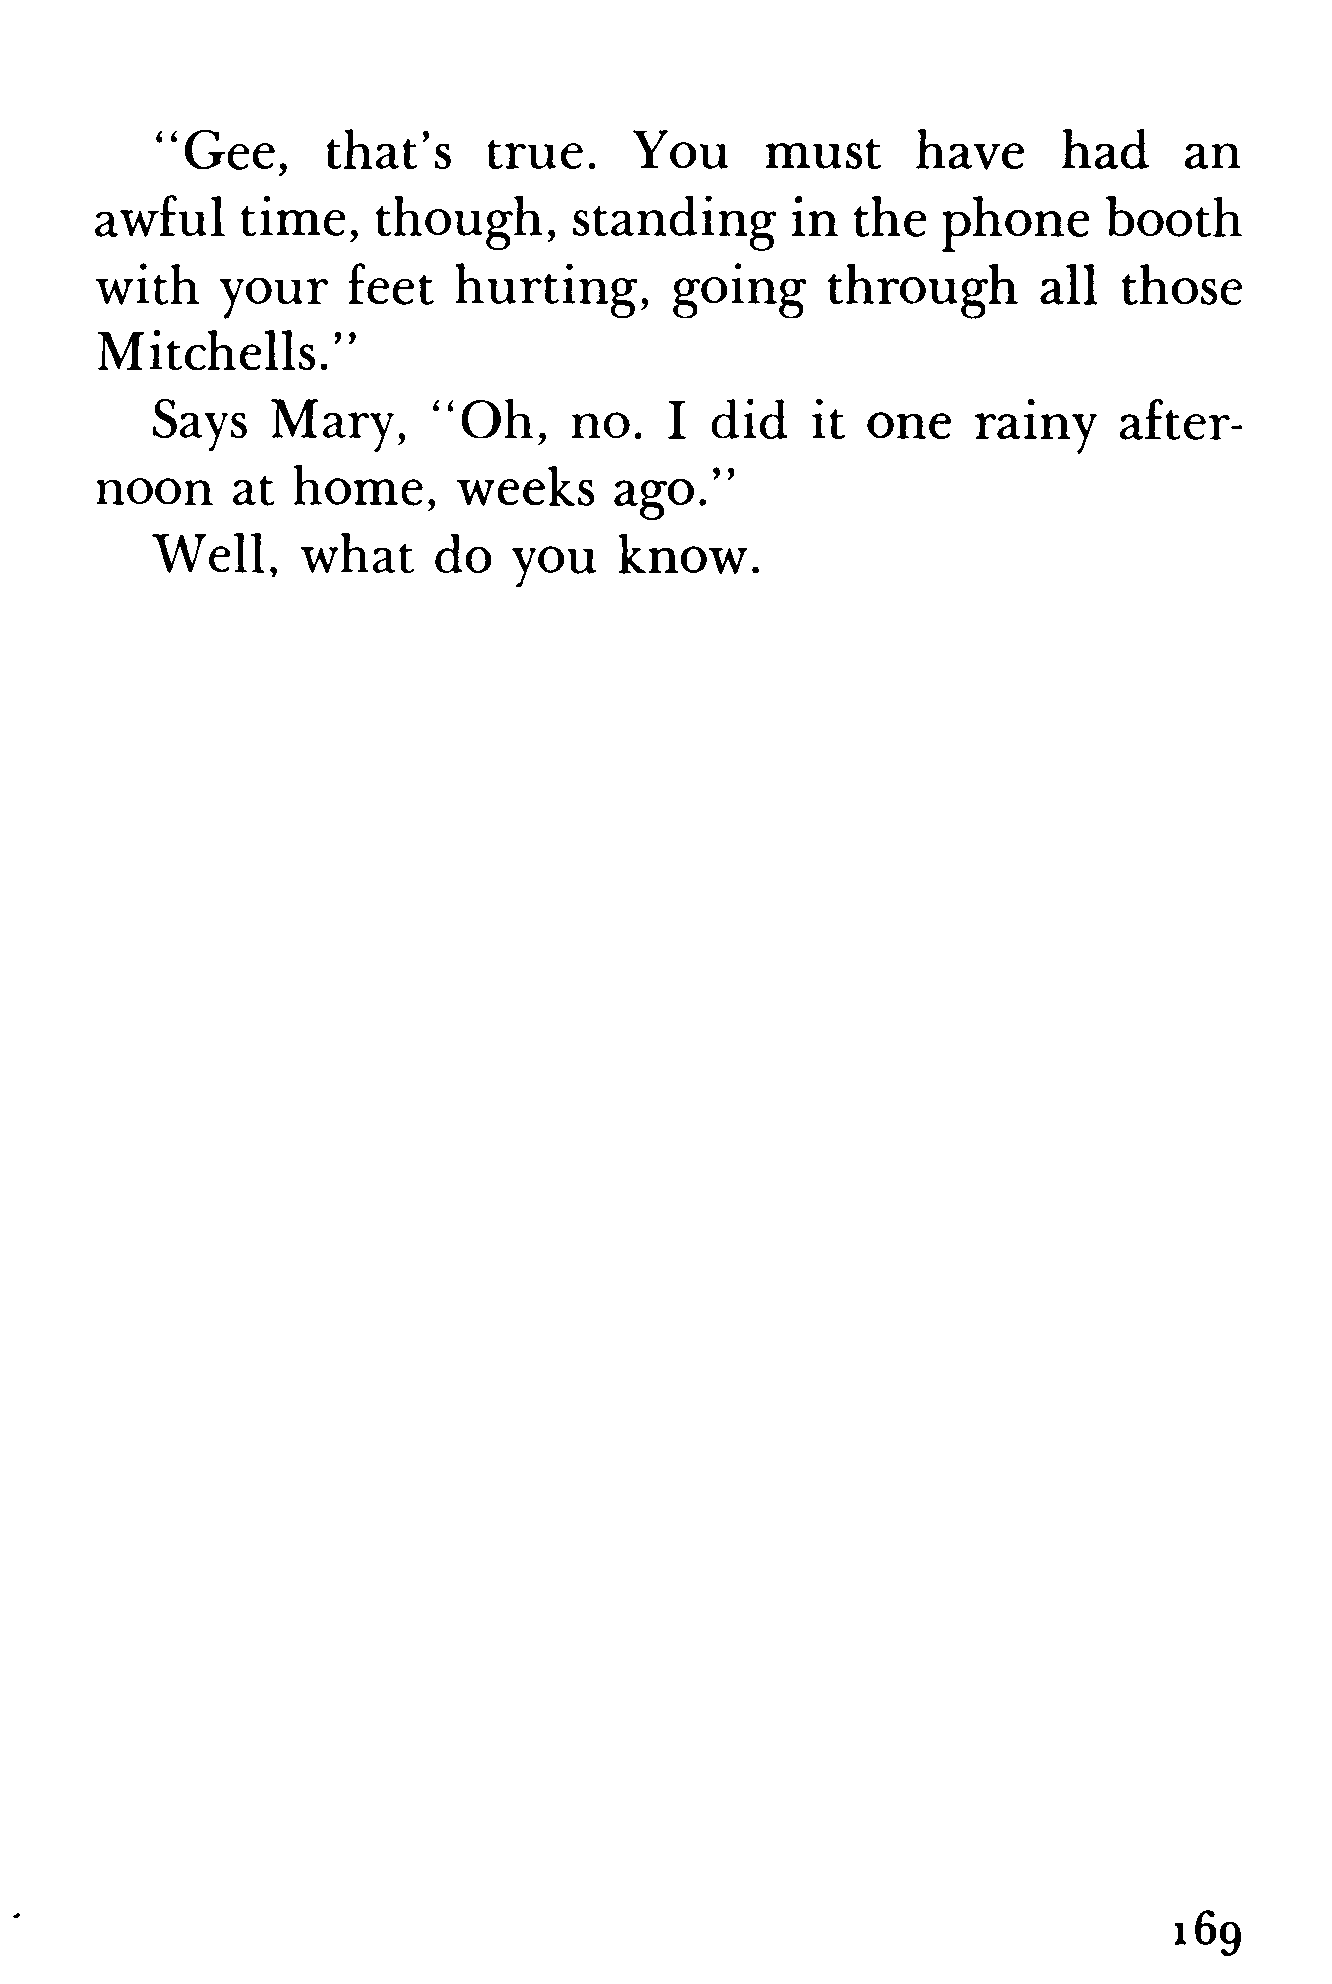 “Gee, that’s true. You must have had an
awful time, though, standing in the phone booth
with your feet hurting, going through all those
Mitchells.”
Says Mary, “Oh, no. I did it one rainy after-
noon at home, weeks ago.”
Well, what do you know.
169